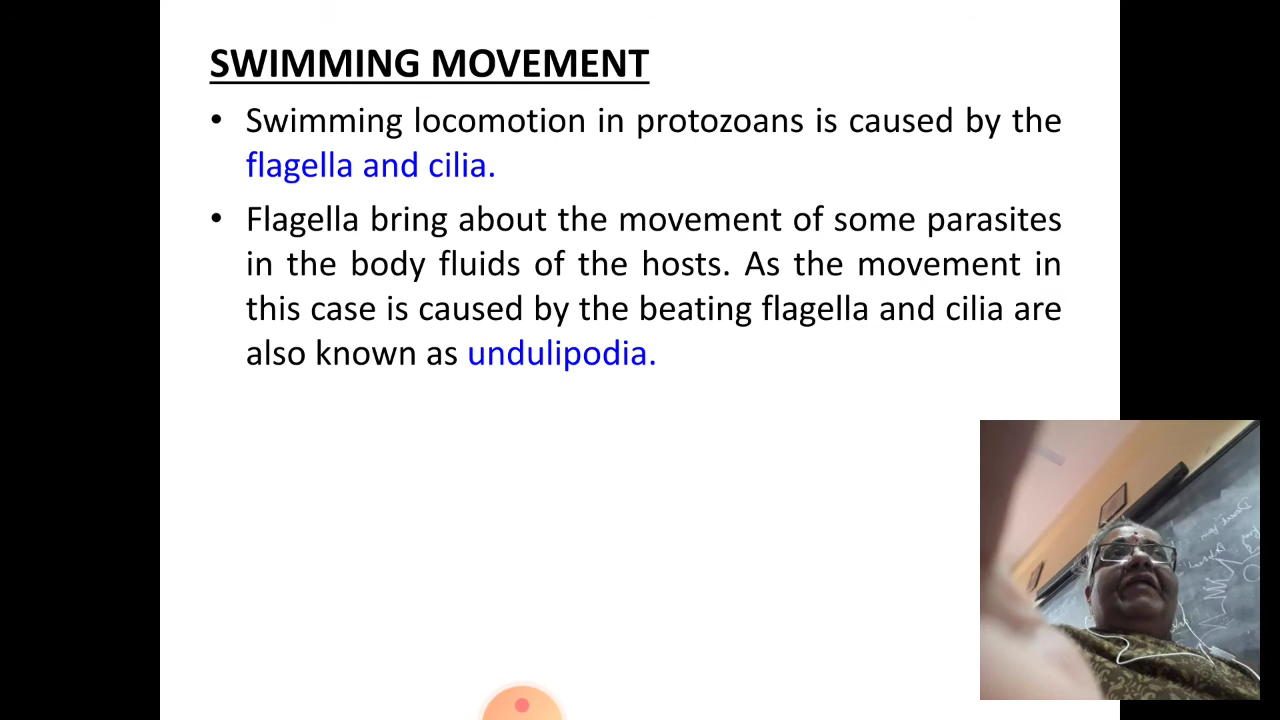 SWIMMING MOVEMENT
• Swimming locomotion in protozoans is caused by the
flagella and cilia.
• Flagella bring about the movement of some parasites
in the body fluids of the hosts. As the movement in
this case is caused by the beating flagella and cilia are
also known as undulipodia.